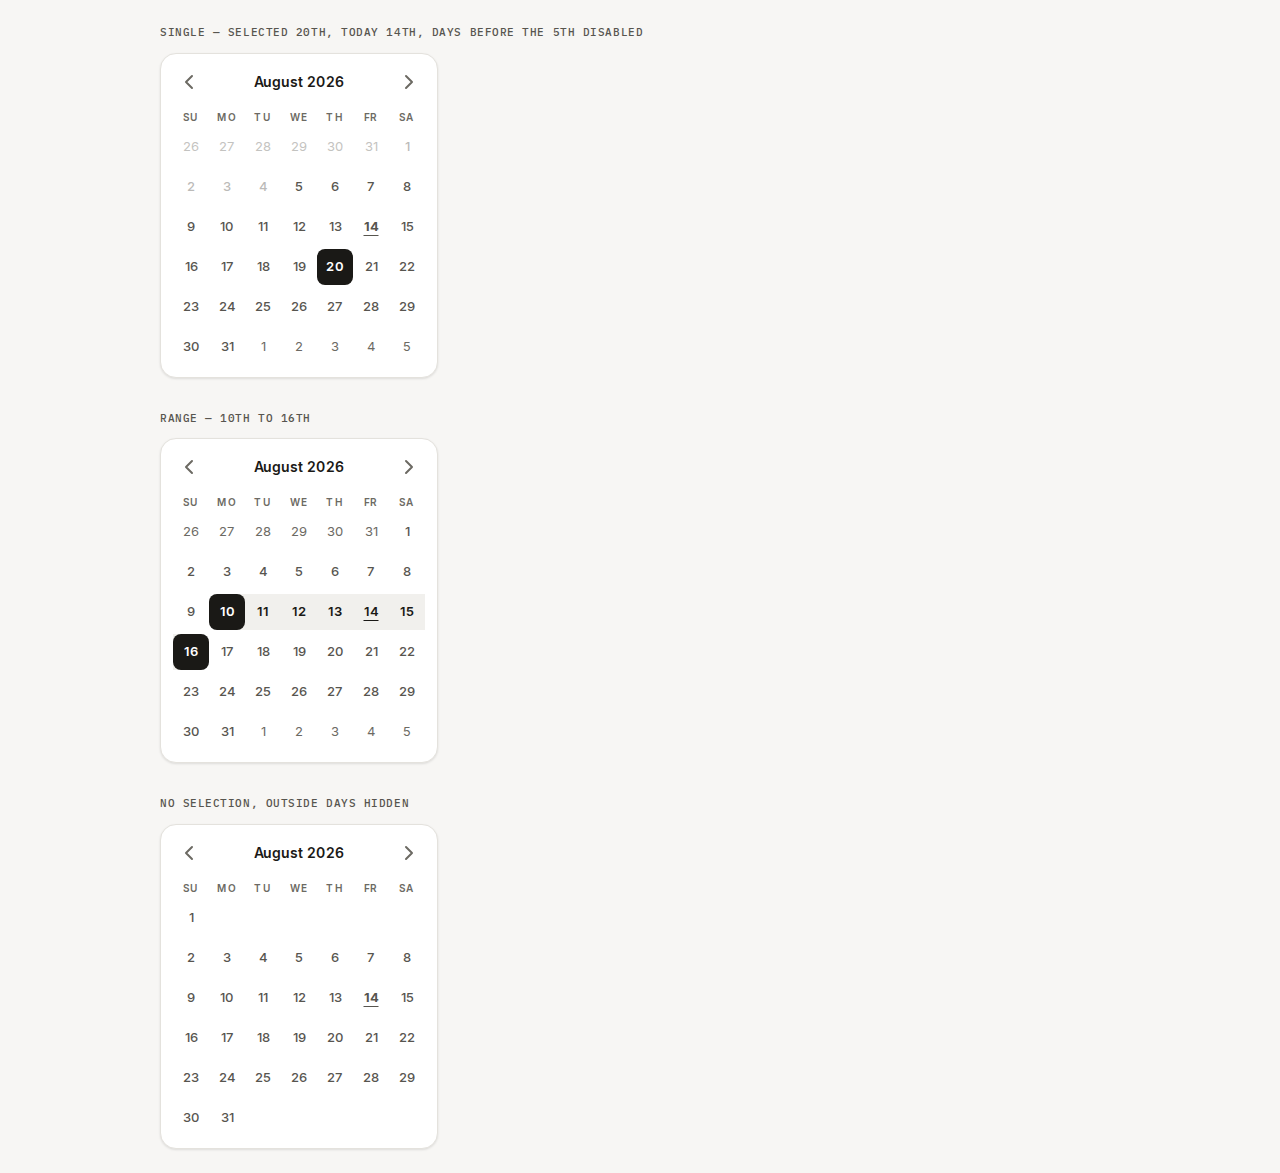 SINGLE — SELECTED 20TH, TODAY 14TH, DAYS BEFORE THE 5TH DISABLED
August 2026
SU MO TU WE TH FR SA
26 27 28 29 30 31 1
2 3 4 5 6 7 8
9 10 11 12 13 14 15
16 17 18 19 20 21 22
23 24 25 26 27 28 29
30 31 1 2 3 4 5
RANGE — 10TH TO 16TH
August 2026
SU MO TU WE TH FR SA
26 27 28 29 30 31 1
2 3 4 5 6 7 8
9 10 11 12 13 14 15
16 17 18 19 20 21 22
23 24 25 26 27 28 29
30 31 1 2 3 4 5
NO SELECTION, OUTSIDE DAYS HIDDEN
August 2026
SU MO TU WE TH FR SA
1
2 3 4 5 6 7 8
9 10 11 12 13 14 15
16 17 18 19 20 21 22
23 24 25 26 27 28 29
30 31